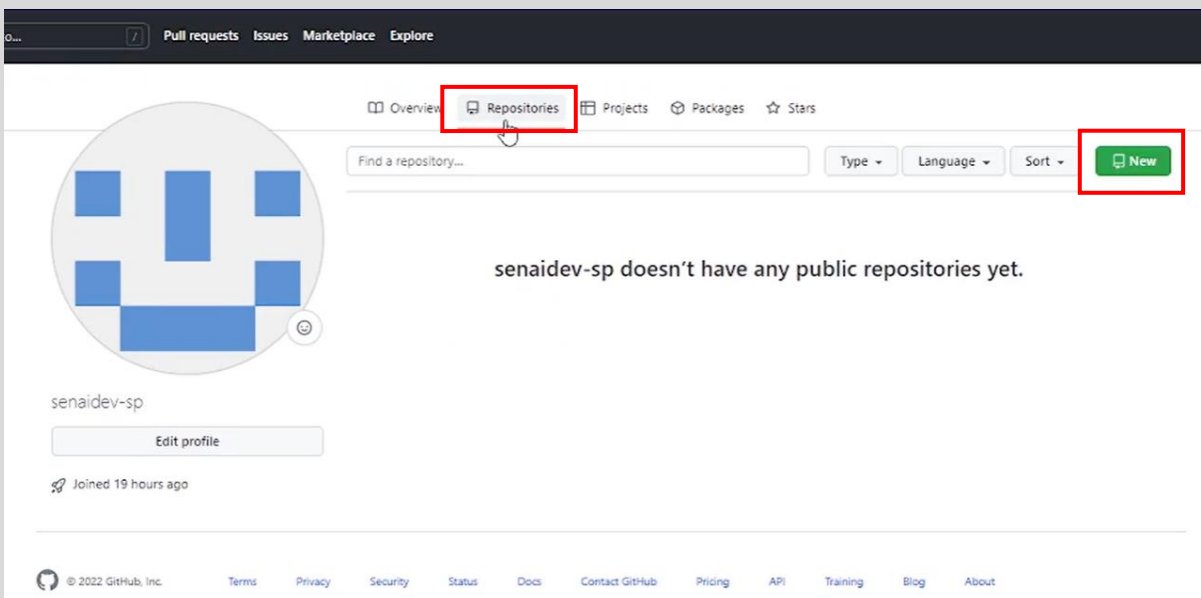 o... / Pull requests Issues Marketplace Explore
Overview Repositories Projects Packages Stars
Find a repository... Type Language Sort New
senaidev-sp doesn't have any public repositories yet.
senaidev-sp
Edit profile
Joined 19 hours ago
© 2022 GitHub, Inc. Terms Privacy Security Status Docs Contact GitHub Pricing API Training Blog About